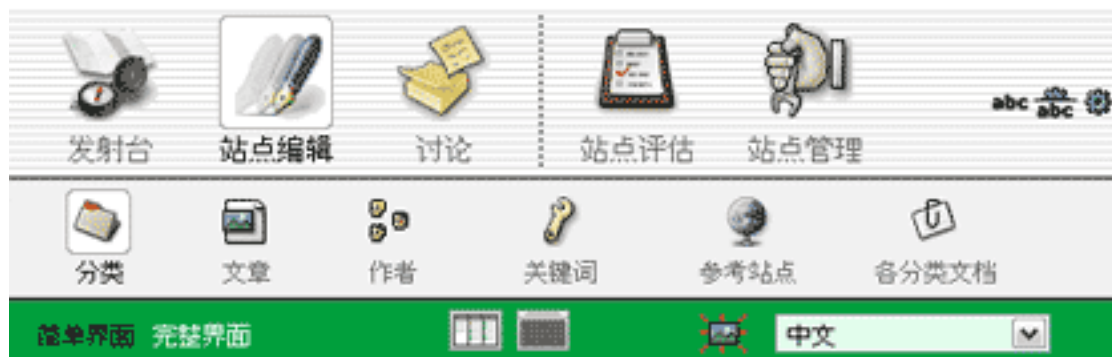 abc abc
发射台 站点编辑 讨论 站点评估 站点管理
分类 文章 作者 关键词 参考站点 各分类文档
简单界面 完整界面 中文